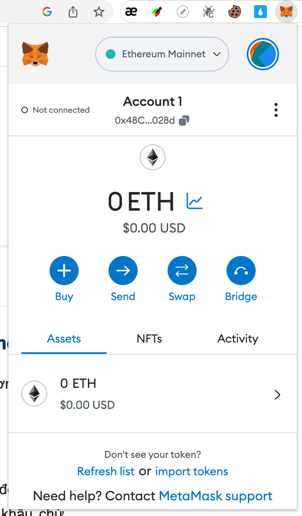 Ethereum Mainnet
Not connected
Account 1
0x48C...028d
0 ETH
$0.00 USD
Buy Send Swap Bridge
Assets NFTs Activity
0 ETH
$0.00 USD
Don't see your token?
Refresh list or import tokens
Need help? Contact MetaMask support
khẩu, chữ